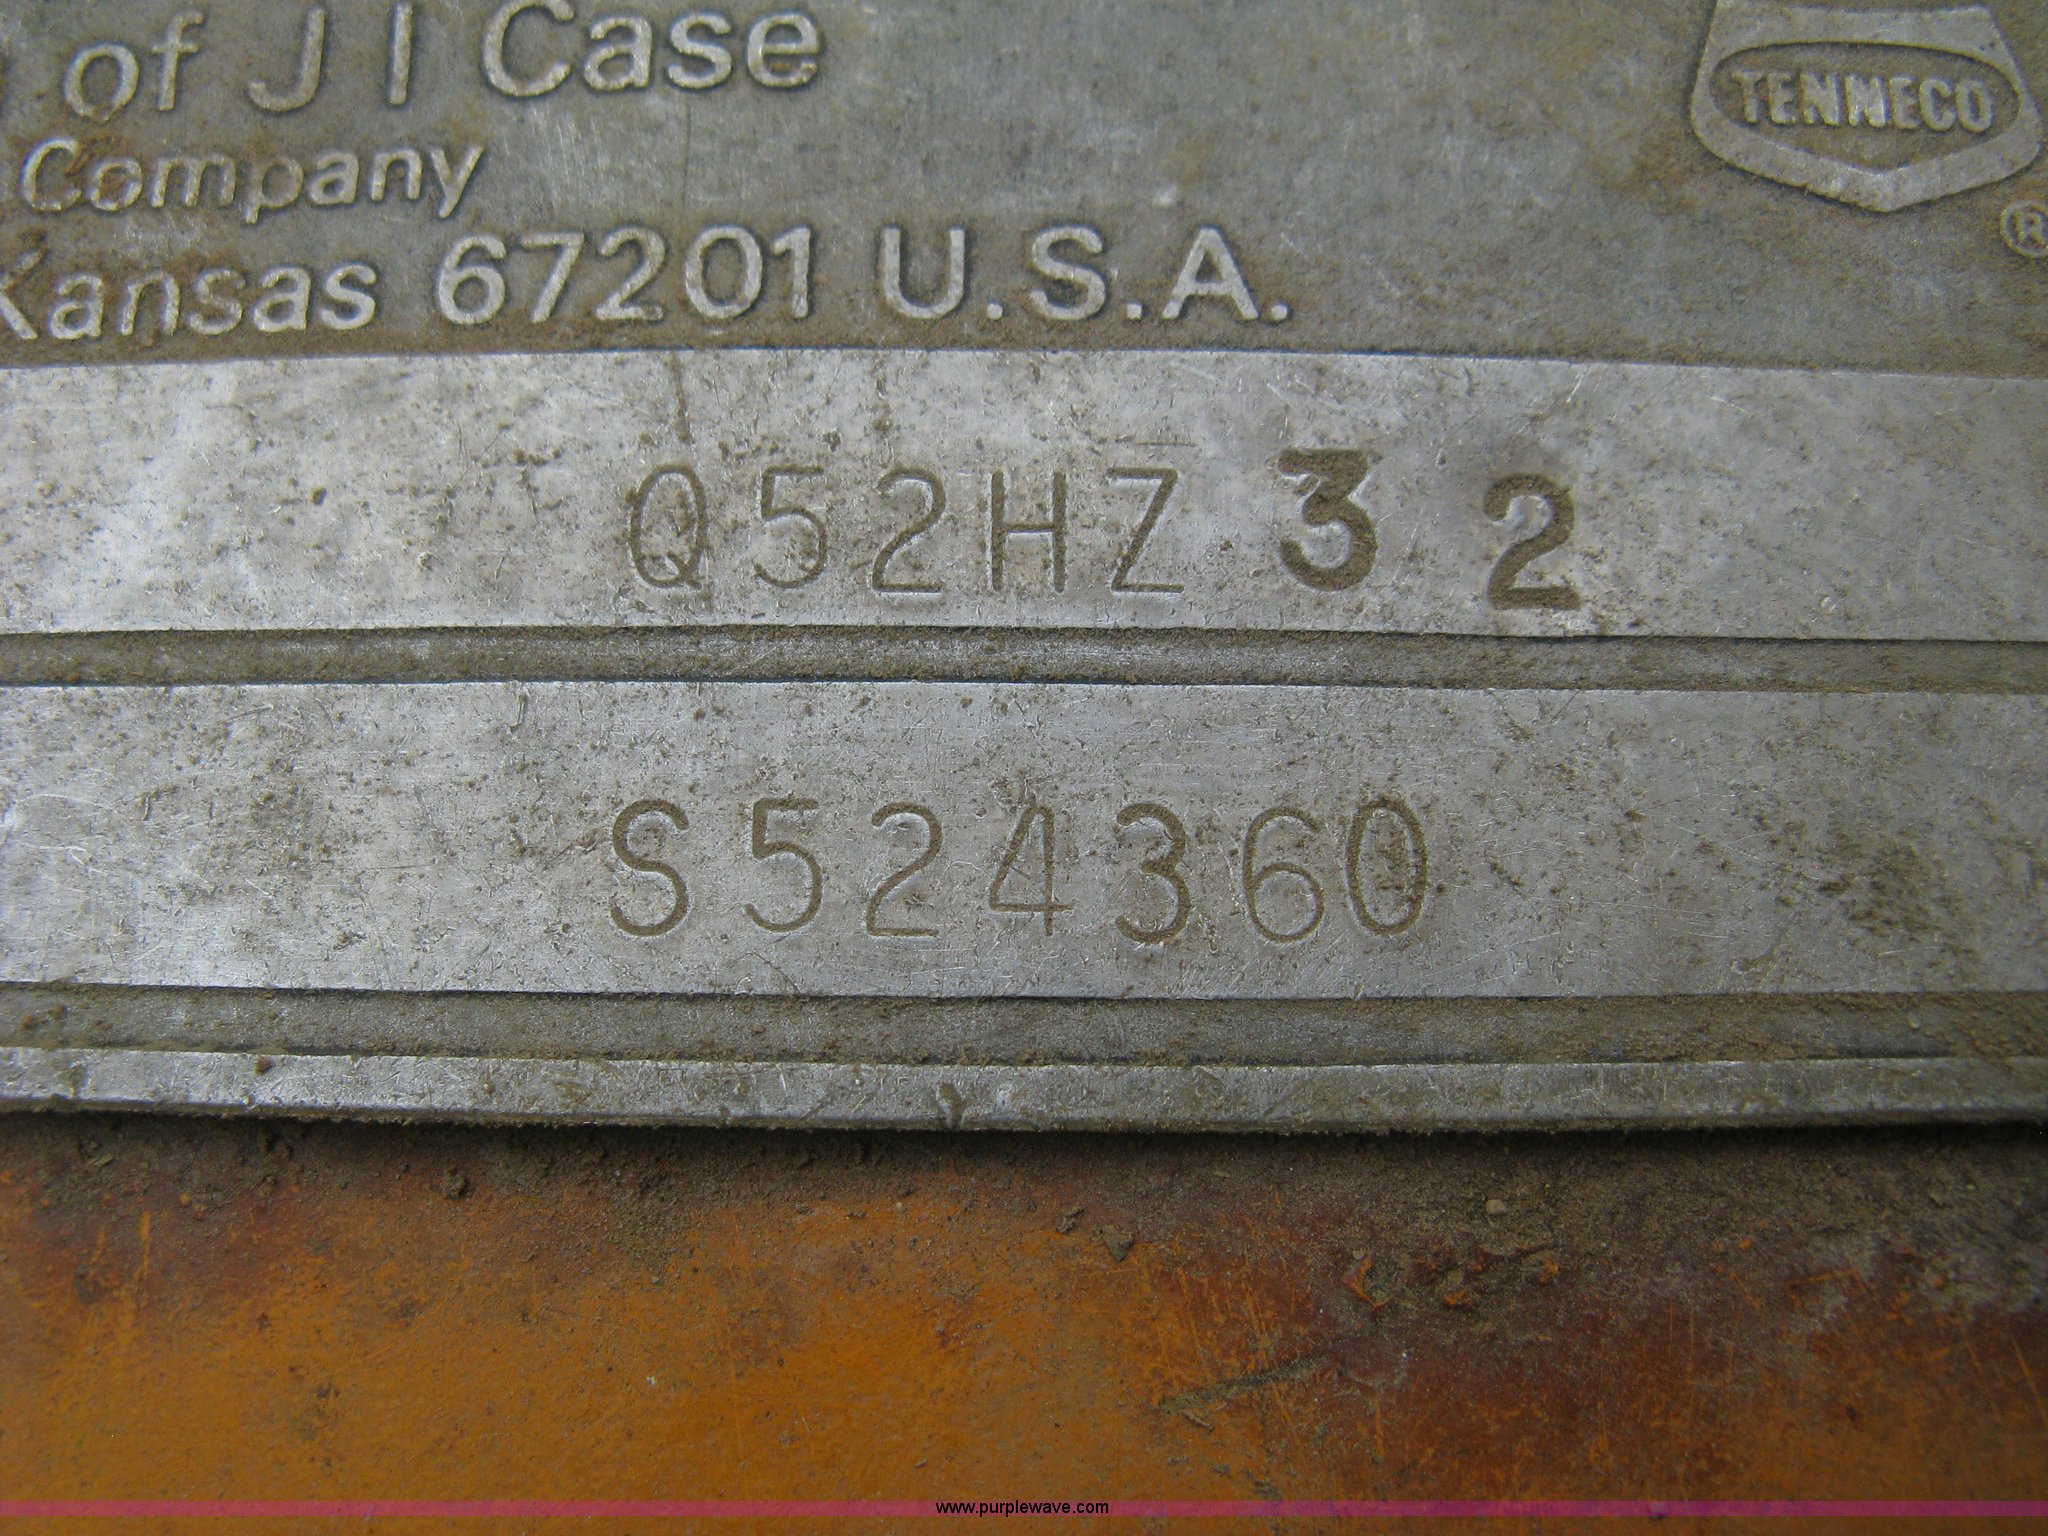 of J I Case
TENNECO
Company
®
Kansas 67201 U.S.A.
Q52HZ 3 2
S524360
www.purplewave.com